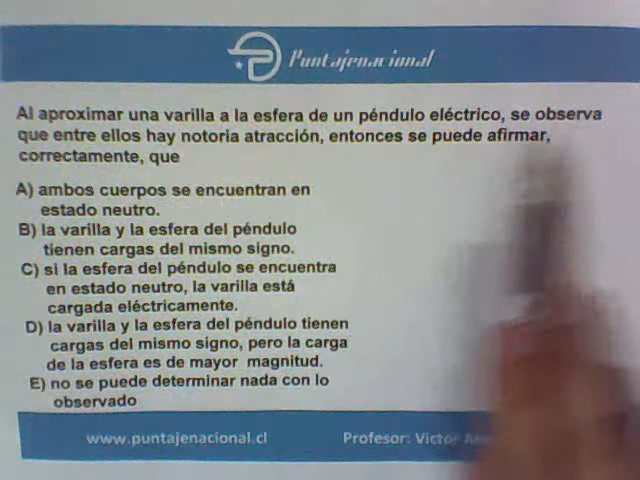 Puntajenacional
Al aproximar una varilla a la esfera de un péndulo eléctrico, se observa
que entre ellos hay notoria atracción, entonces se puede afirmar,
correctamente, que
A) ambos cuerpos se encuentran en
estado neutro.
B) la varilla y la esfera del péndulo
tienen cargas del mismo signo.
C) si la esfera del péndulo se encuentra
en estado neutro, la varilla está
cargada eléctricamente.
D) la varilla y la esfera del péndulo tienen
cargas del mismo signo, pero la carga
de la esfera es de mayor magnitud.
E) no se puede determinar nada con lo
observado
www.puntajenacional.cl Profesor: Victor